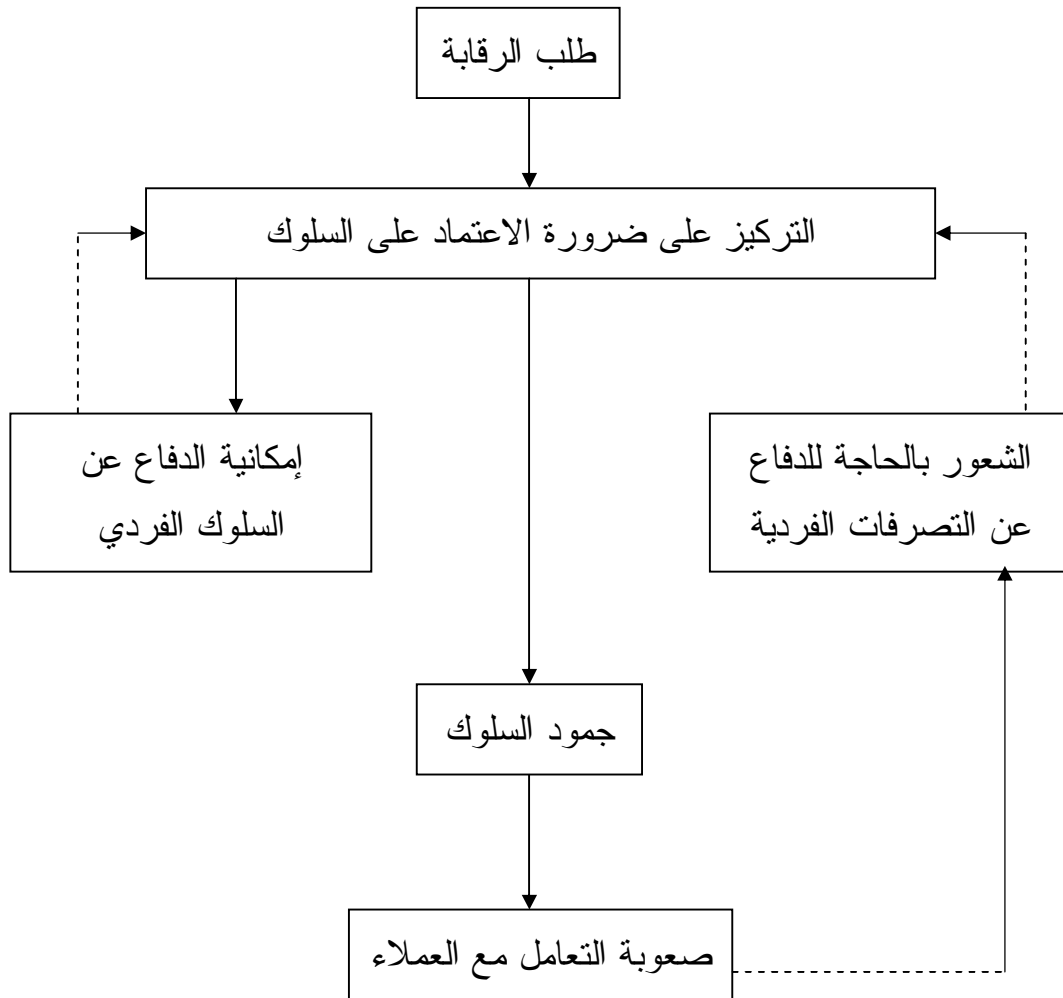 طلب الرقابة
التركيز على ضرورة الاعتماد على السلوك
الشعور بالحاجة للدفاع
عن التصرفات الفردية
إمكانية الدفاع عن
السلوك الفردي
جمود السلوك
صعوبة التعامل مع العملاء